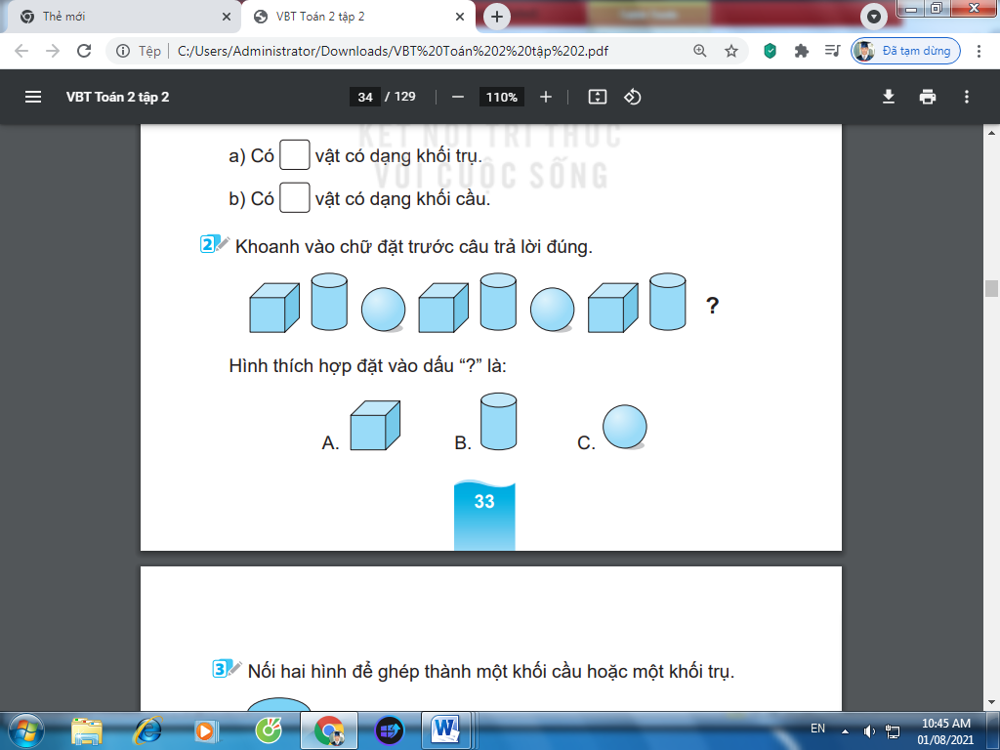 Thẻ mới
VBT Toán 2 tập 2
Tệp
C:/Users/Administrator/Downloads/VBT%20Toán%202%20tập%202.pdf
Đã tạm dừng
VBT Toán 2 tập 2
34 / 129
110%
KẾT NỐI TRI THỨC
VỚI CUỘC SỐNG
a) Có vật có dạng khối trụ.
b) Có vật có dạng khối cầu.
2 Khoanh vào chữ đặt trước câu trả lời đúng.
?
Hình thích hợp đặt vào dấu “?” là:
A. B. C.
33
3 Nối hai hình để ghép thành một khối cầu hoặc một khối trụ.
EN
10:45 AM
01/08/2021